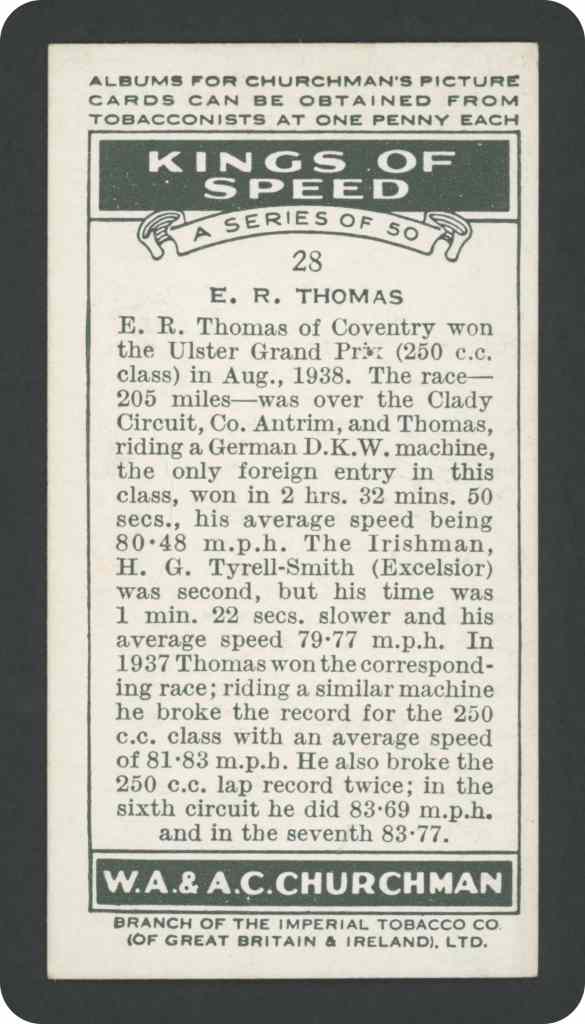 ALBUMS FOR CHURCHMAN'S PICTURE
CARDS CAN BE OBTAINED FROM
TOBACCONISTS AT ONE PENNY EACH
KINGS OF
SPEED
A SERIES OF 50
28
E. R. THOMAS
E. R. Thomas of Coventry won
the Ulster Grand Prix (250 c.c.
class) in Aug., 1938. The race—
205 miles—was over the Clady
Circuit, Co. Antrim, and Thomas,
riding a German D.K.W. machine,
the only foreign entry in this
class, won in 2 hrs. 32 mins. 50
secs., his average speed being
80·48 m.p.h. The Irishman,
H. G. Tyrell-Smith (Excelsior)
was second, but his time was
1 min. 22 secs. slower and his
average speed 79·77 m.p.h. In
1937 Thomas won the correspond-
ing race; riding a similar machine
he broke the record for the 250
c.c. class with an average speed
of 81·83 m.p.h. He also broke the
250 c.c. lap record twice; in the
sixth circuit he did 83·69 m.p.h.
and in the seventh 83·77.
W.A.& A.C.CHURCHMAN
BRANCH OF THE IMPERIAL TOBACCO CO.
(OF GREAT BRITAIN & IRELAND), LTD.